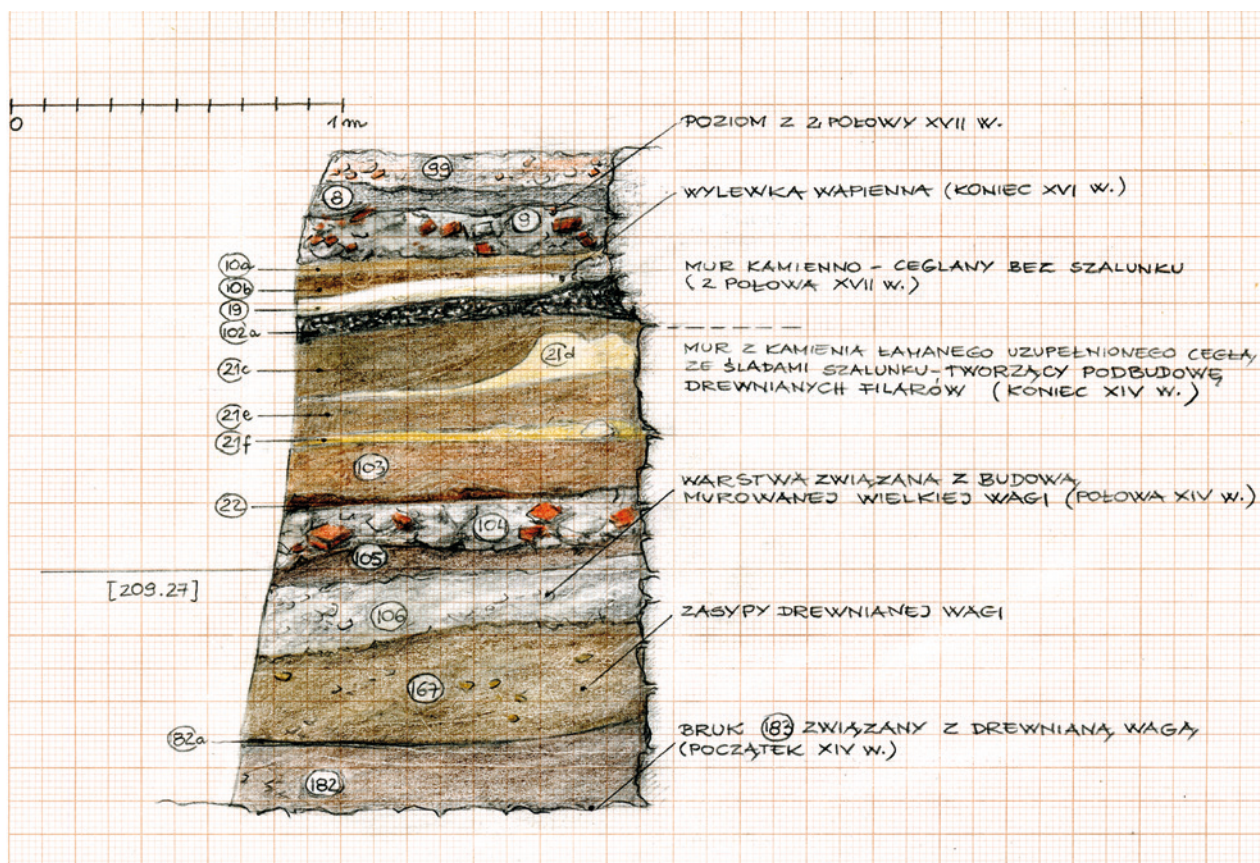 0
1 m
POZIOM Z 2 POŁOWY XVII W.
99
8
WYLEWKA WAPIENNA (KONIEC XVI W.)
9
10a
10b
MUR KAMIENNO - CEGLANY BEZ SZALUNKU
(2 POŁOWA XVII W.)
19
102a
21c
21d
MUR Z KAMIENIA ŁAMANEGO UZUPEŁNIONEGO CEGŁĄ,
ZE ŚLADAMI SZALUNKU - TWORZĄCY PODBUDOWĘ
DREWNIANYCH FILARÓW (KONIEC XIV W.)
21e
21f
103
WARSTWA ZWIĄZANA Z BUDOWĄ
MUROWANEJ WIELKIEJ WAGI (POŁOWA XIV W.)
22
104
105
[209.27]
106
ZASYPY DREWNIANEJ WAGI
167
82a
BRUK 183 ZWIĄZANY Z DREWNIANĄ WAGĄ
(POCZĄTEK XIV W.)
182